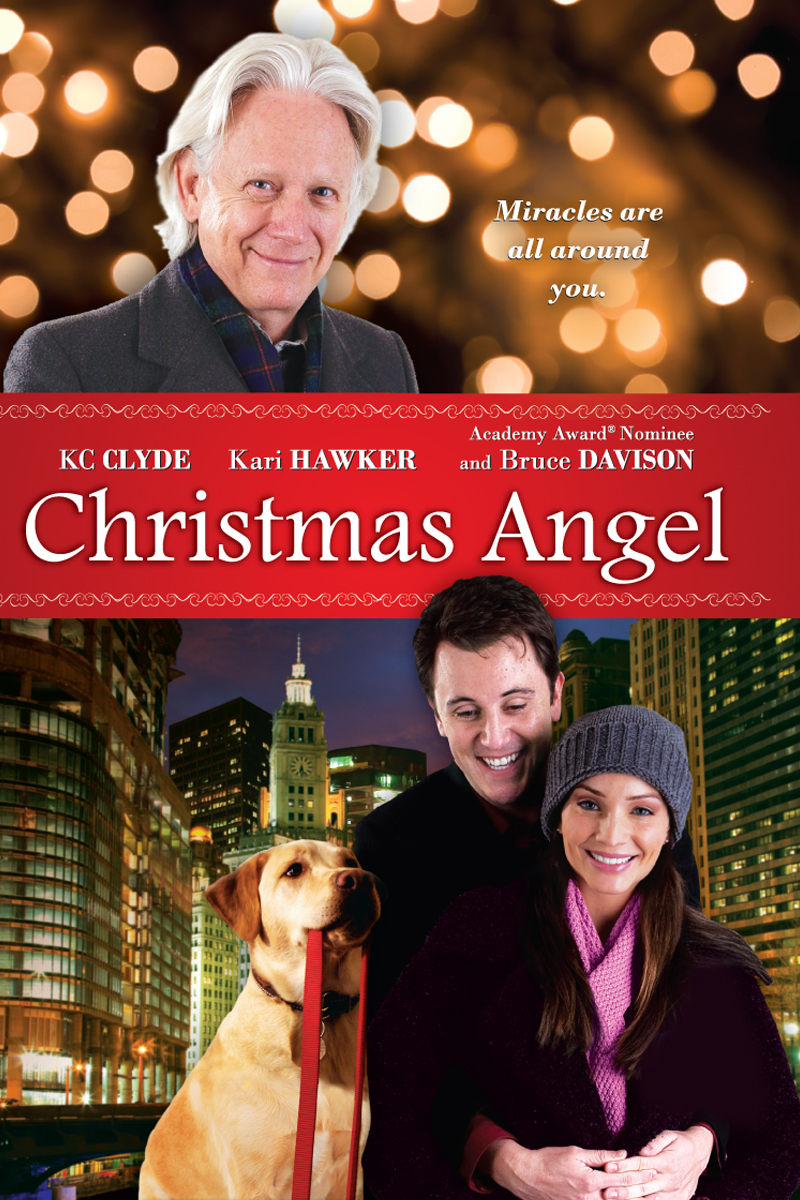 Miracles are
all around
you.
Academy Award® Nominee
KC CLYDE Kari HAWKER and Bruce DAVISON
Christmas Angel